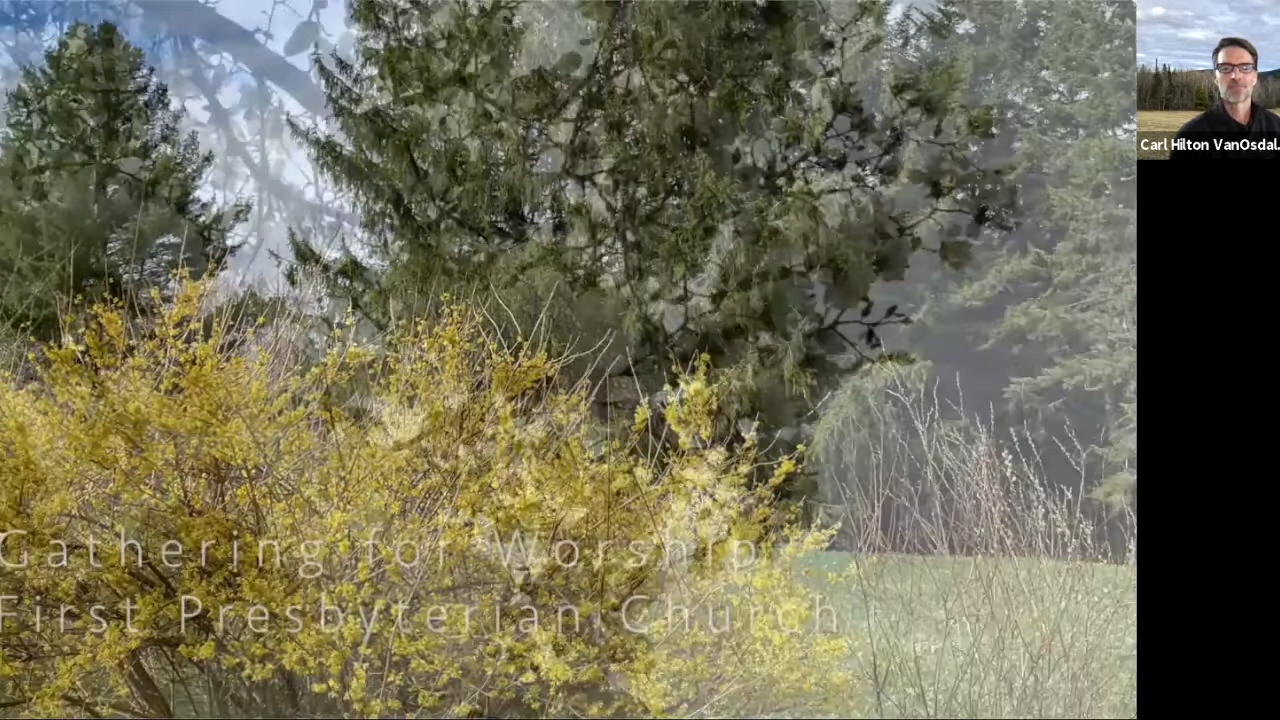 Carl Hilton VanOsdal.
Gathering for Worship
First Presbyterian Church